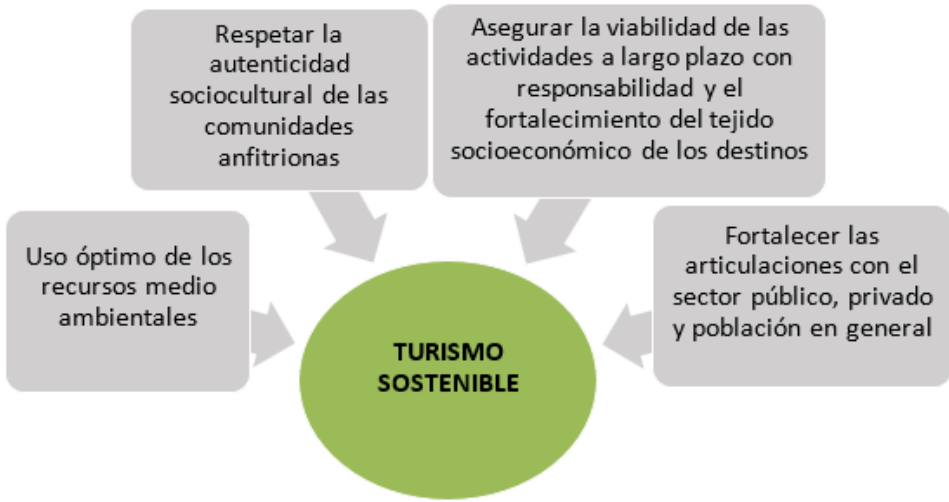 Respetar la
autenticidad
sociocultural de las
comunidades
anfitrionas
Asegurar la viabilidad de las
actividades a largo plazo con
responsabilidad y el
fortalecimiento del tejido
socioeconómico de los destinos
Uso óptimo de los
recursos medio
ambientales
Fortalecer las
articulaciones con el
sector público, privado
y población en general
TURISMO
SOSTENIBLE